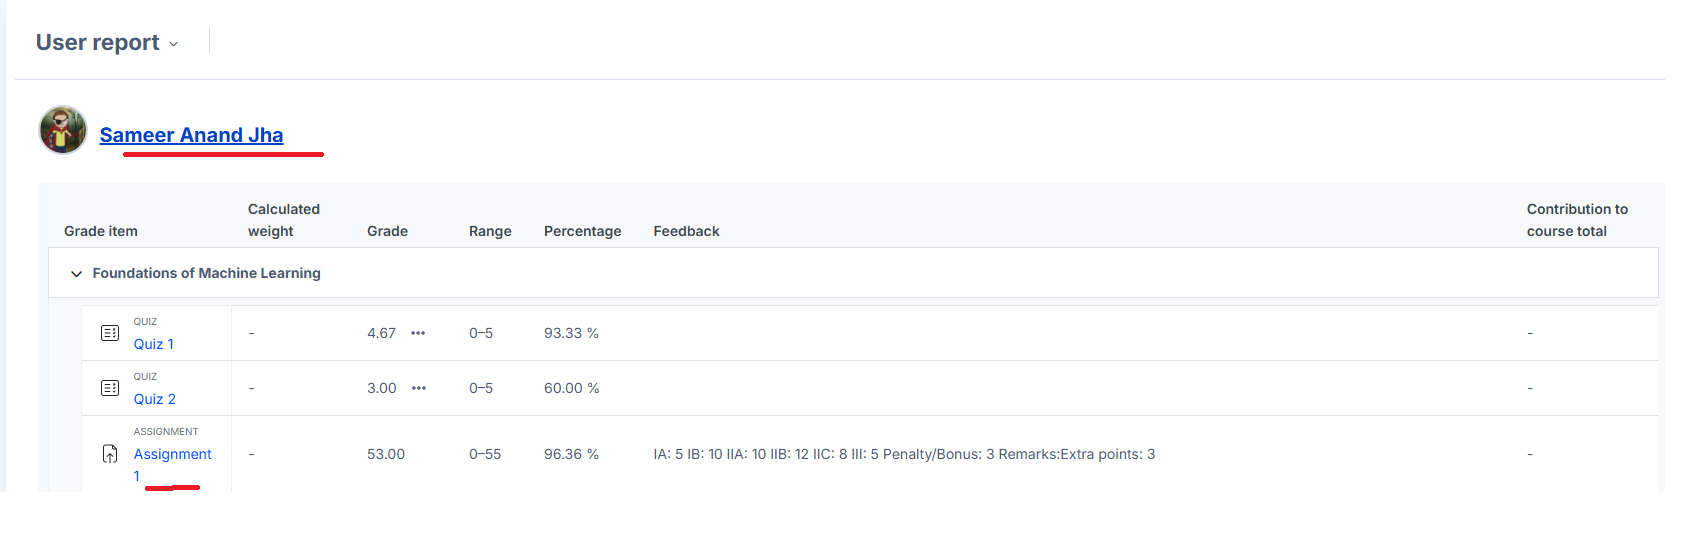 User report
Sameer Anand Jha
Grade item
Calculated weight
Grade
Range
Percentage
Feedback
Contribution to course total
Foundations of Machine Learning
QUIZ
Quiz 1
-
4.67 •••
0–5
93.33 %
-
QUIZ
Quiz 2
-
3.00 •••
0–5
60.00 %
-
ASSIGNMENT
Assignment 1
-
53.00
0–55
96.36 %
IA: 5 IB: 10 IIA: 10 IIB: 12 IIC: 8 III: 5 Penalty/Bonus: 3 Remarks:Extra points: 3
-